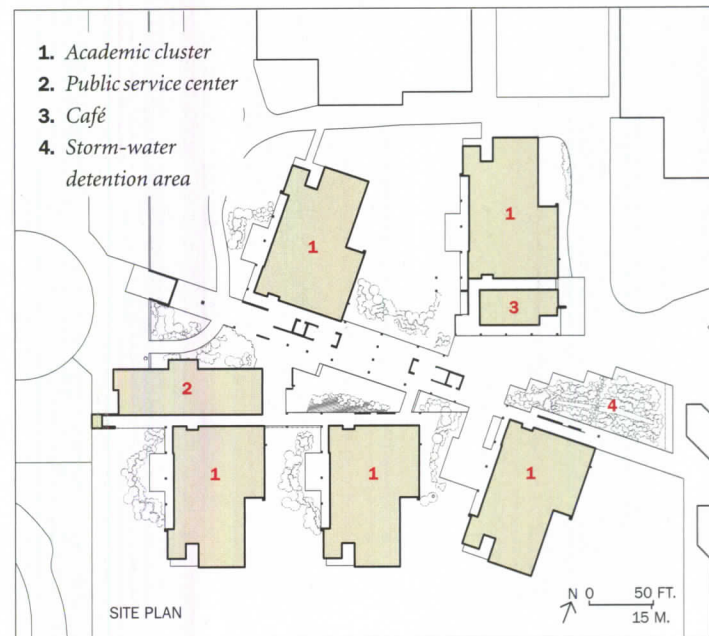 1. Academic cluster
2. Public service center
3. Café
4. Storm-water
detention area
1
1
3
2
4
1
1
1
SITE PLAN
N 0 50 FT.
15 M.